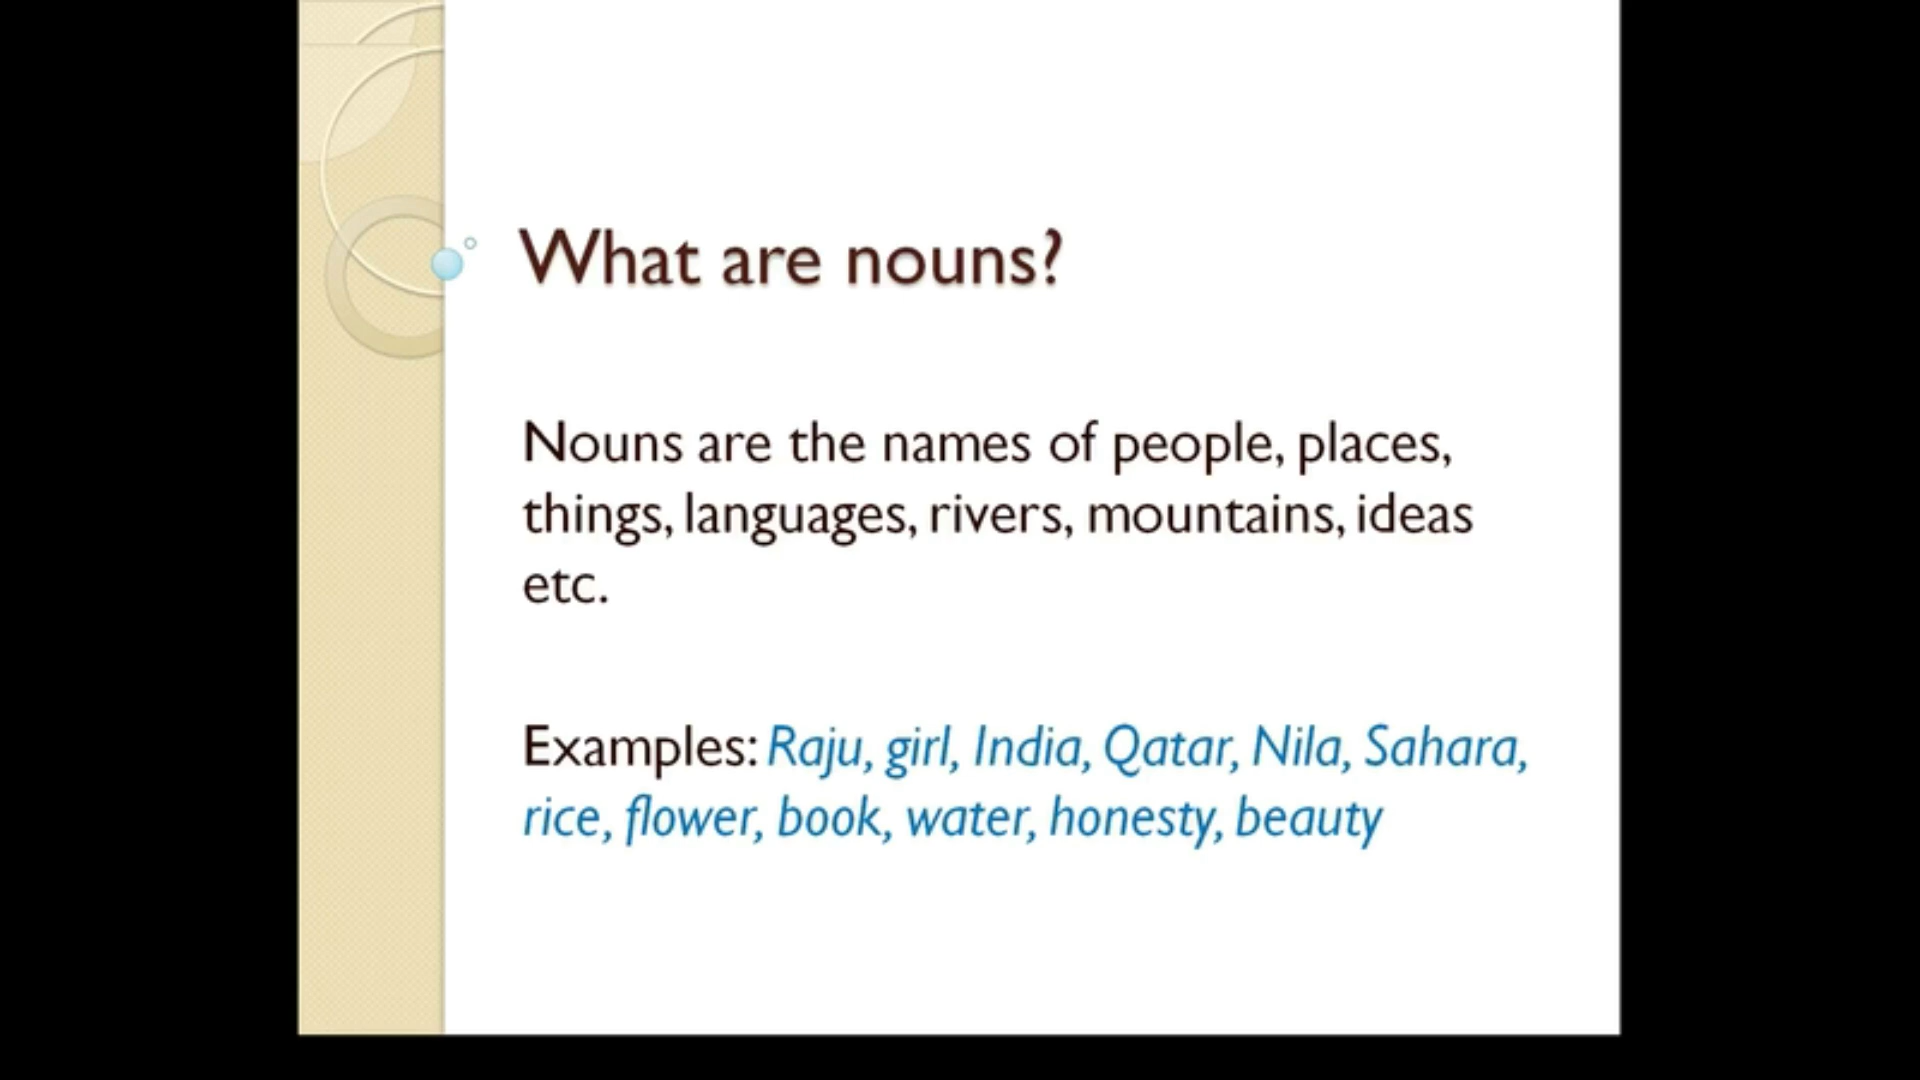 What are nouns?
Nouns are the names of people, places,
things, languages, rivers, mountains, ideas
etc.
Examples: Raju, girl, India, Qatar, Nila, Sahara,
rice, flower, book, water, honesty, beauty